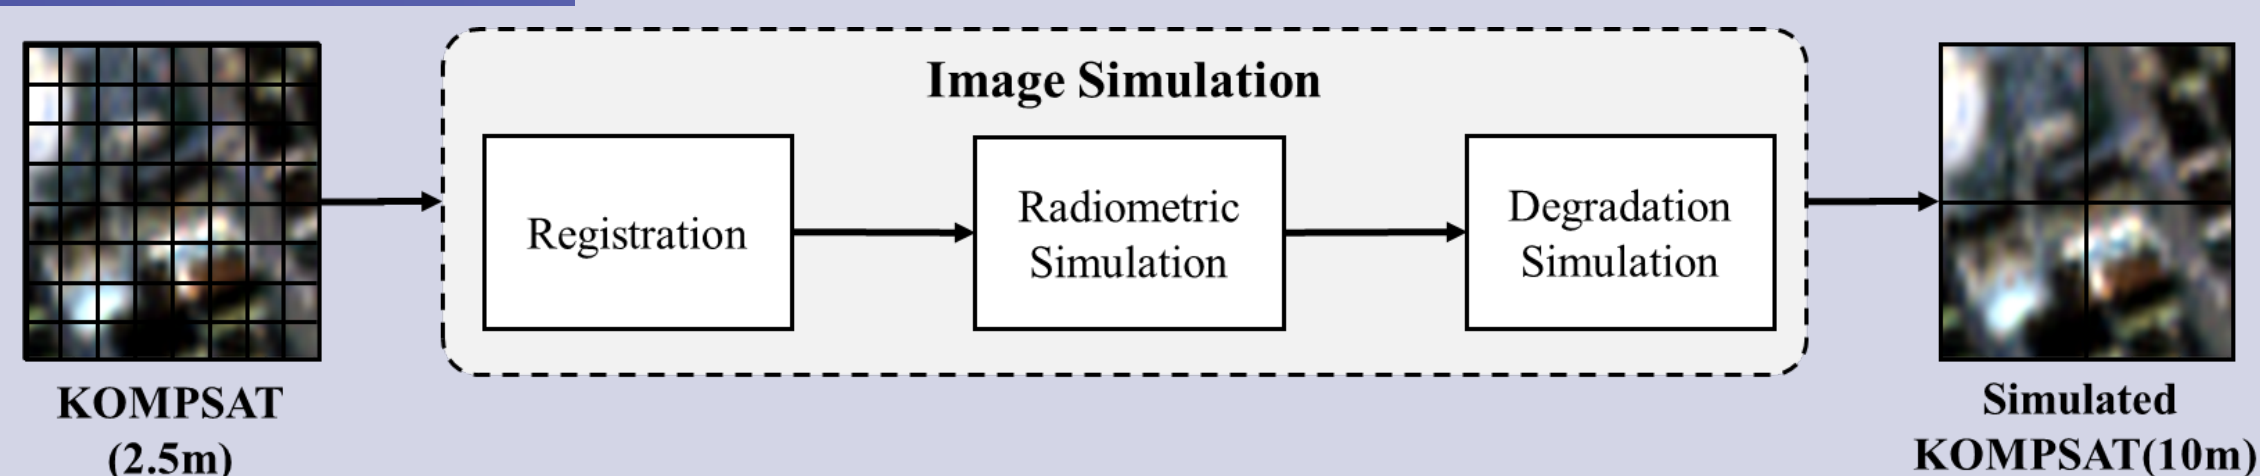 Image Simulation
Registration
Radiometric
Simulation
Degradation
Simulation
KOMPSAT
(2.5m)
Simulated
KOMPSAT(10m)